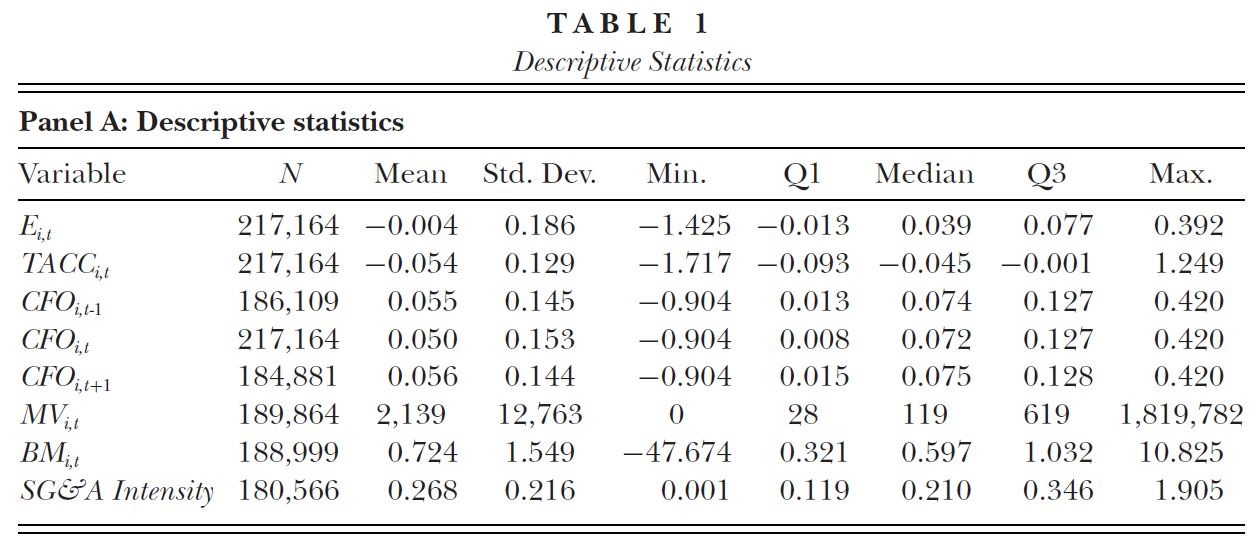 TABLE 1
Descriptive Statistics
Panel A: Descriptive statistics
Variable N Mean Std. Dev. Min. Q1 Median Q3 Max.
E_{i,t} 217,164 −0.004 0.186 −1.425 −0.013 0.039 0.077 0.392
TACC_{i,t} 217,164 −0.054 0.129 −1.717 −0.093 −0.045 −0.001 1.249
CFO_{i,t-1} 186,109 0.055 0.145 −0.904 0.013 0.074 0.127 0.420
CFO_{i,t} 217,164 0.050 0.153 −0.904 0.008 0.072 0.127 0.420
CFO_{i,t+1} 184,881 0.056 0.144 −0.904 0.015 0.075 0.128 0.420
MV_{i,t} 189,864 2,139 12,763 0 28 119 619 1,819,782
BM_{i,t} 188,999 0.724 1.549 −47.674 0.321 0.597 1.032 10.825
SG&A Intensity 180,566 0.268 0.216 0.001 0.119 0.210 0.346 1.905